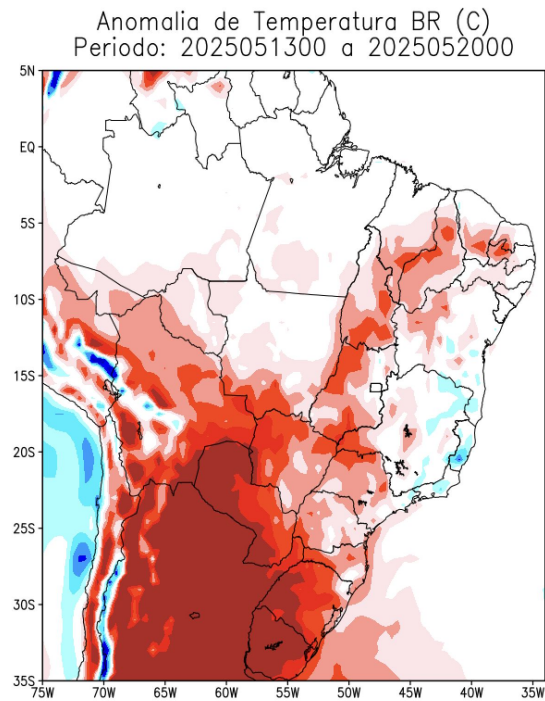 Anomalia de Temperatura BR (C)
Periodo: 2025051300 a 2025052000
5N
EQ
5S
10S
15S
20S
25S
30S
35S
75W 70W 65W 60W 55W 50W 45W 40W 35W